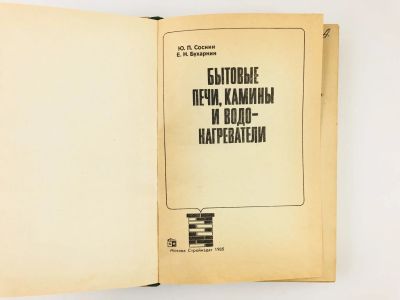 Ю. П. Соснин
Е. Н. Бухаркин
БЫТОВЫЕ
ПЕЧИ, КАМИНЫ
И ВОДО-
НАГРЕВАТЕЛИ
Москва Стройиздат 1985